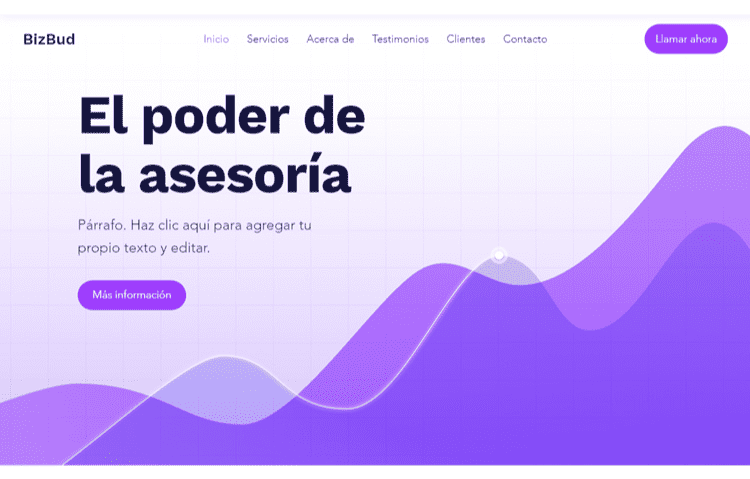 BizBud
Inicio Servicios Acerca de Testimonios Clientes Contacto
Llamar ahora
El poder de
la asesoría
Párrafo. Haz clic aquí para agregar tu
propio texto y editar.
Más información